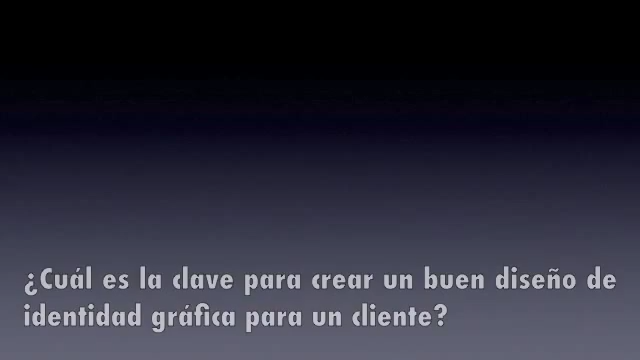 ¿Cuál es la clave para crear un buen diseño de
identidad gráfica para un cliente?